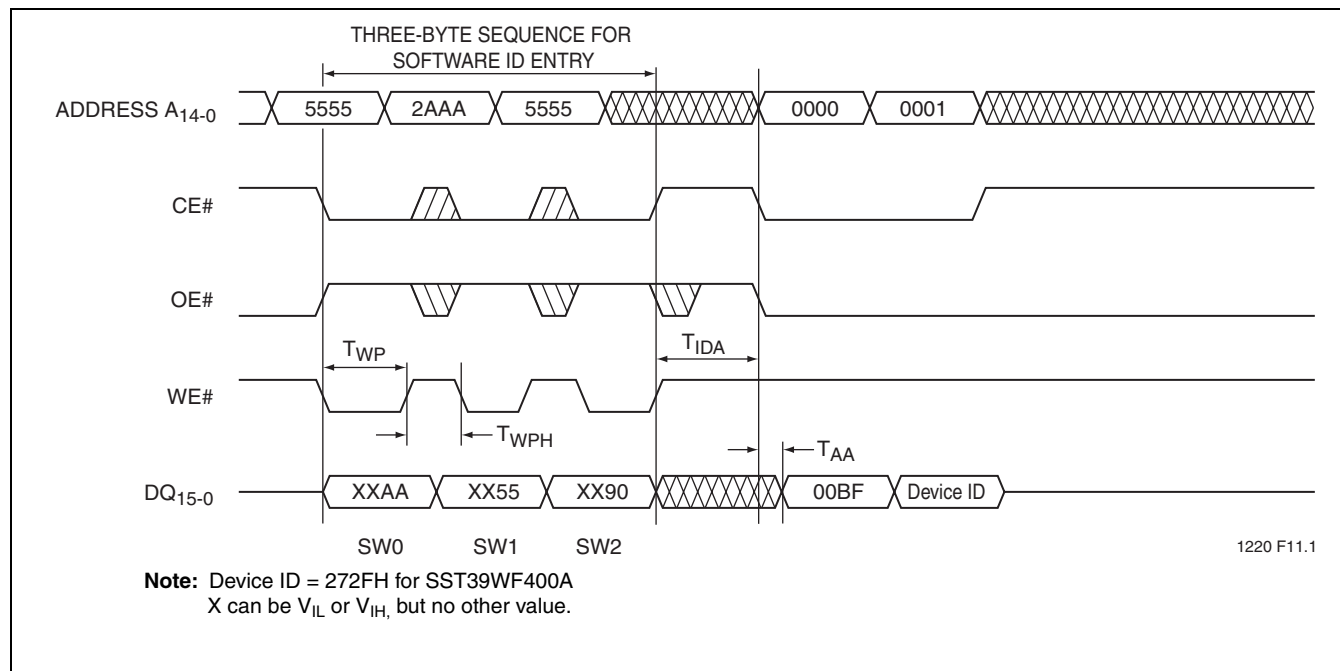 THREE-BYTE SEQUENCE FOR
SOFTWARE ID ENTRY
ADDRESS A14-0
5555 2AAA 5555 0000 0001
CE#
OE#
TWP TIDA
WE#
TWPH TAA
DQ15-0
XXAA XX55 XX90 00BF Device ID
SW0 SW1 SW2
1220 F11.1
Note: Device ID = 272FH for SST39WF400A
X can be VIL or VIH, but no other value.